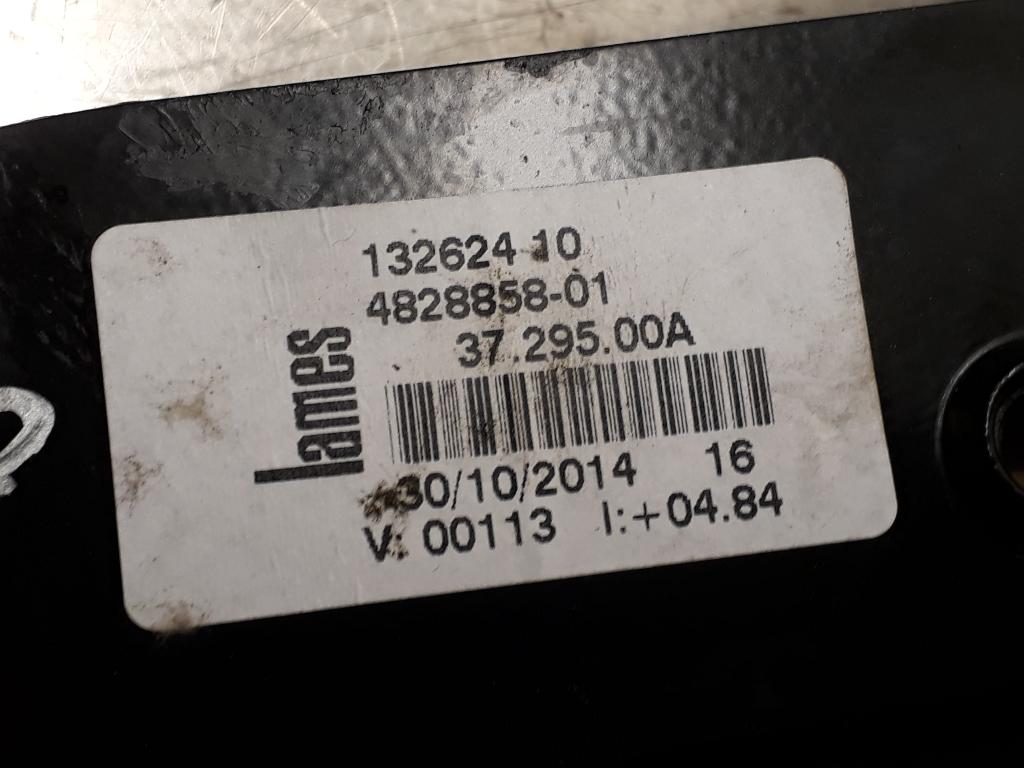 132624 10
4828858-01
37.295.00A
lames
30/10/2014 16
V: 00113 I:+04.84